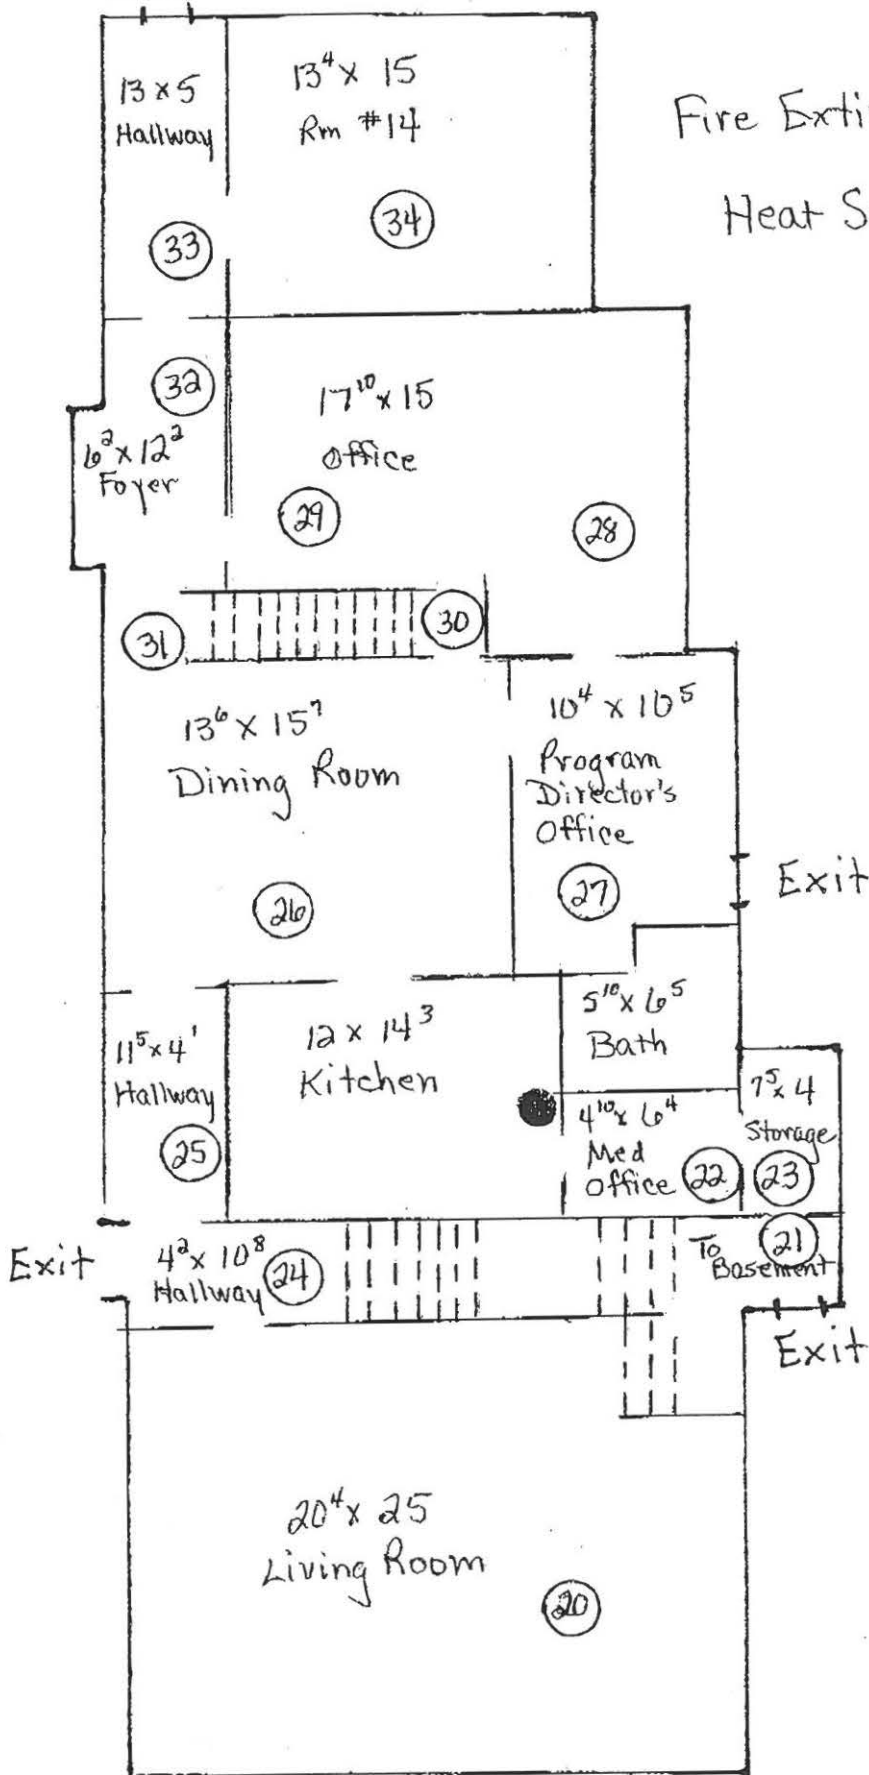 13 x 5
Hallway
13⁴ x 15
Rm #14
Fire Exti
Heat S
33
34
32
17¹⁰ x 15
Office
6² x 12²
Foyer
29
28
31
30
13⁶ x 15⁷
Dining Room
10⁴ x 10⁵
Program
Director's
Office
26
27
Exit
11⁵ x 4¹
Hallway
25
12 x 14³
Kitchen
5¹⁰ x 6⁵
Bath
7⁵ x 4
Storage
23
4¹⁰ x 6⁴
Med
Office
22
Exit
4² x 10⁸
Hallway
24
To
Basement
21
Exit
20⁴ x 25
Living Room
20